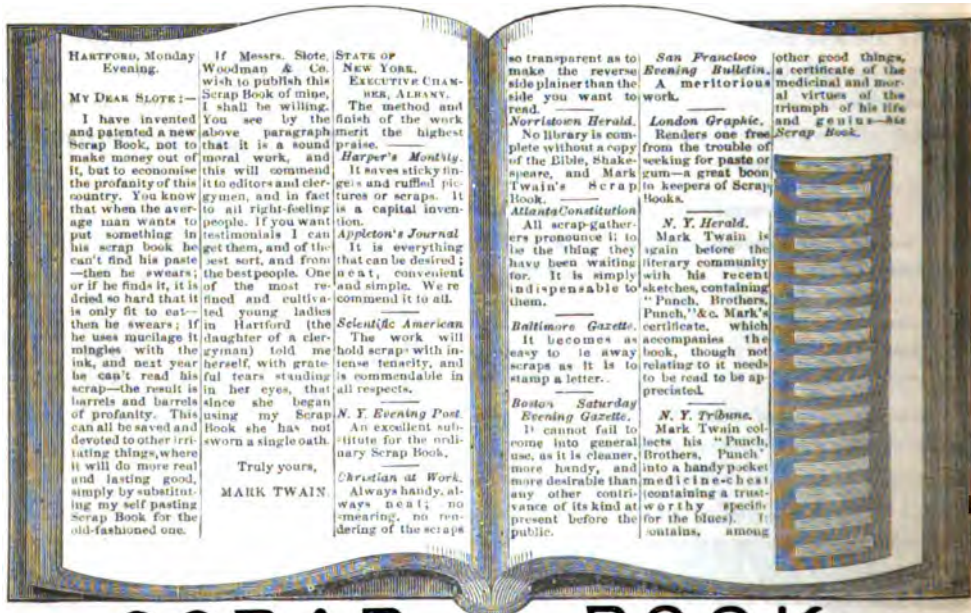 HARTFORD, Monday
Evening.
MY DEAR SLOTE:—
I have invented
and patented a new
Scrap Book, not to
make money out of
it, but to economise
the profanity of this
country. You know
that when the aver-
age man wants to
put something in
his scrap book he
can't find his paste
—then he swears;
or if he finds it, it is
dried so hard that it
is only fit to eat—
then he swears; if
he uses mucilage it
mingles with the
ink, and next year
he can't read his
scrap—the result is
barrels and barrels
of profanity. This
can all be saved and
devoted to other irri-
tating things, where
it will do more real
and lasting good,
simply by substitut-
ing my self pasting
Scrap Book for the
old-fashioned one.
If Messrs. Slote,
Woodman & Co.
wish to publish this
Scrap Book of mine,
I shall be willing.
You see by the
above paragraph
that it is a sound
moral work, and
this will commend
it to editors and cler-
gymen, and in fact
to all right-feeling
people. If you want
testimonials I can
get them, and of the
best sort, and from
the best people. One
of the most re-
fined and cultiva-
ted young ladies
in Hartford (the
daughter of a cler-
gyman) told me
herself, with grate-
ful tears standing
in her eyes, that
since she began
using my Scrap
Book she has not
sworn a single oath.
Truly yours,
MARK TWAIN.
STATE OF
NEW YORK.
EXECUTIVE CHAM-
BER, ALBANY.
The method and
finish of the work
merit the highest
praise.
Harper's Monthly.
It saves sticky fin-
gers and ruffled pic-
tures or scraps. It
is a capital inven-
tion.
Appleton's Journal
It is everything
that can be desired;
neat, convenient
and simple. We re-
commend it to all.
Scientific American
The work will
hold scraps with in-
tense tenacity, and
is commendable in
all respects.
N. Y. Evening Post.
An excellent sub-
stitute for the ordi-
nary Scrap Book.
Christian at Work.
Always handy, al-
ways neat; no
smearing, no ren-
dering of the scraps
so transparent as to
make the reverse
side plainer than the
side you want to
read.
Norristown Herald.
No library is com-
plete without a copy
of the Bible, Shake-
speare, and Mark
Twain's Scrap
Book.
Atlanta Constitution
All scrap-gather-
ers pronounce it to
be the thing they
have been waiting
for. It is simply
indispensable to
them.
Baltimore Gazette.
It becomes as
easy to ie away
scraps as it is to
stamp a letter.
Boston Saturday
Evening Gazette.
It cannot fail to
come into general
use, as it is cleaner,
more handy, and
more desirable than
any other contri-
vance of its kind at
present before the
public.
San Francisco
Evening Bulletin.
A meritorious
work.
London Graphic.
Renders one free
from the trouble of
seeking for paste or
gum—a great boon
to keepers of Scrap
Books.
N. Y. Herald.
Mark Twain is
again before the
literary community
with his recent
sketches, containing
"Punch, Brothers,
Punch," &c. Mark's
certificate, which
accompanies the
book, though not
relating to it needs
to be read to be ap-
preciated.
N. Y. Tribune.
Mark Twain col-
lects his "Punch,
Brothers, Punch"
into a handy pocket
medicine-chest
(containing a trust-
worthy specific
for the blues). It
contains, among
other good things,
a certificate of the
medicinal and mor-
al virtues of the
triumph of his life
and genius—his
Scrap Book.
SCRAP BOOK